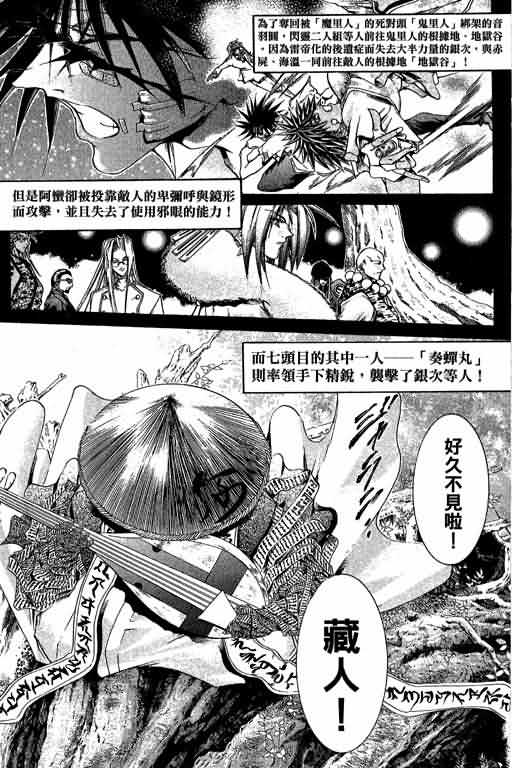 為了奪回被「魔里人」的死對頭「鬼里人」綁架的音
羽圓，閃靈二人組等人前往鬼里人的根據地、地獄谷
，因為雷帝化的後遺症而失去大半力量的銀次，與赤
屍、海溫一同前往敵人的根據地「地獄谷」！
但是阿蠻卻被投靠敵人的卑彌呼與鏡形
而攻擊，並且失去了使用邪眼的能力！
而七頭目的其中一人——「奏蟬丸」
則率領手下精銳，襲擊了銀次等人！
好久不見啦！
藏人！